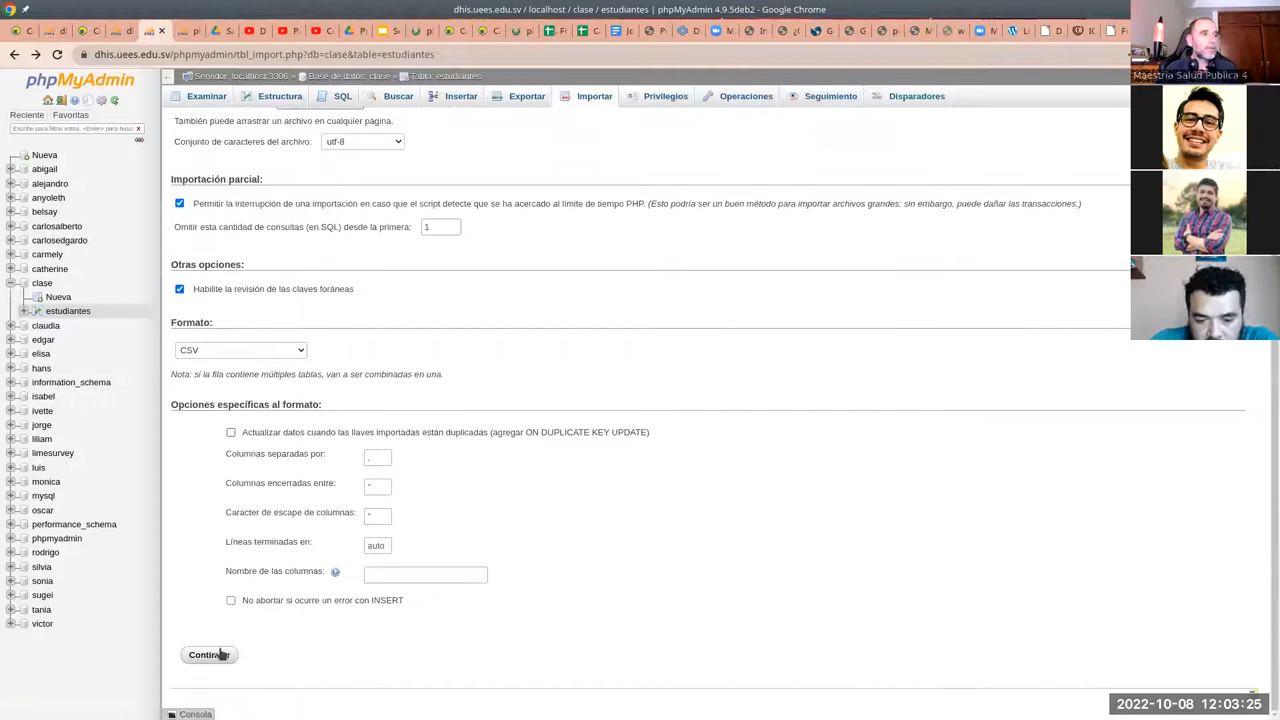 dhis.uees.edu.sv / localhost / clase / estudiantes | phpMyAdmin 4.9.5deb2 - Google Chrome
dhis.uees.edu.sv/phpmyadmin/tbl_import.php?db=clase&table=estudiantes
phpMyAdmin
Reciente Favoritas
Nueva
abigail
alejandro
anyoleth
belsay
carlosalberto
carlosedgardo
carmely
catherine
clase
Nueva
estudiantes
claudia
edgar
elisa
hans
information_schema
isabel
ivette
jorge
liliam
limesurvey
luis
monica
mysql
oscar
performance_schema
phpmyadmin
rodrigo
silvia
sonia
sugei
tania
victor
Servidor: localhost:3306 » Base de datos: clase » Tabla: estudiantes
Examinar Estructura SQL Buscar Insertar Exportar Importar Privilegios Operaciones Seguimiento Disparadores
También puede arrastrar un archivo en cualquier página.
Conjunto de caracteres del archivo: utf-8
Importación parcial:
Permitir la interrupción de una importación en caso que el script detecte que se ha acercado al límite de tiempo PHP. (Esto podría ser un buen método para importar archivos grandes; sin embargo, puede dañar las transacciones.)
Omitir esta cantidad de consultas (en SQL) desde la primera: 1
Otras opciones:
Habilite la revisión de las claves foráneas
Formato:
CSV
Nota: si la fila contiene múltiples tablas, van a ser combinadas en una.
Opciones específicas al formato:
Actualizar datos cuando las llaves importadas están duplicadas (agregar ON DUPLICATE KEY UPDATE)
Columnas separadas por: ,
Columnas encerradas entre: "
Caracter de escape de columnas: "
Líneas terminadas en: auto
Nombre de las columnas:
No abortar si ocurre un error con INSERT
Consola
Maestria Salud Publica 4
2022-10-08 12:03:25